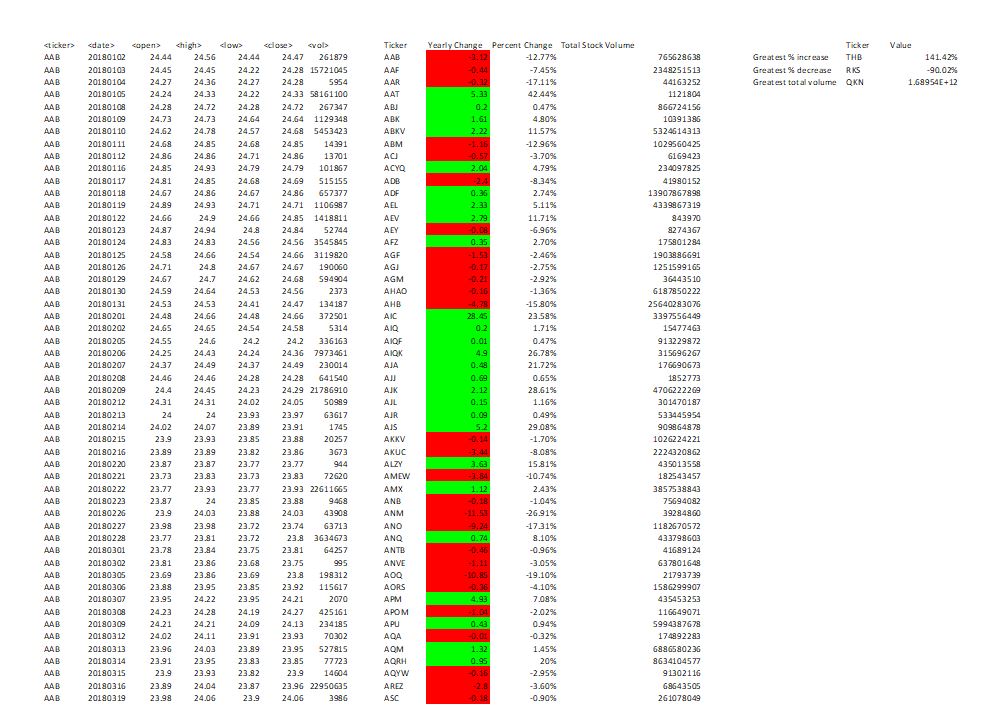 <ticker> <date> <open> <high> <low> <close> <vol> Ticker Yearly Change Percent Change Total Stock Volume Ticker Value
AAB 20180102 24.44 24.56 24.44 24.47 261879 AAB -3.12 -12.77% 765628638 Greatest % increase THB 141.42%
AAB 20180103 24.45 24.45 24.22 24.28 15721045 AAF -0.44 -7.45% 2348251513 Greatest % decrease RKS -90.02%
AAB 20180104 24.27 24.36 24.27 24.28 5954 AAR -0.32 -17.11% 44163252 Greatest total volume QKN 1.68954E+12
AAB 20180105 24.24 24.33 24.22 24.33 58161100 AAT 5.33 42.44% 1121804
AAB 20180108 24.28 24.72 24.28 24.72 267347 ABJ 0.2 0.47% 866724156
AAB 20180109 24.73 24.73 24.64 24.64 1129348 ABK 1.61 4.80% 10391386
AAB 20180110 24.62 24.78 24.57 24.68 5453423 ABKV 2.22 11.57% 5324614313
AAB 20180111 24.68 24.85 24.68 24.85 14391 ABM -1.16 -12.96% 1029560425
AAB 20180112 24.86 24.86 24.71 24.86 13701 ACJ -0.57 -3.70% 6169423
AAB 20180116 24.85 24.93 24.79 24.79 101867 ACYQ 2.04 4.79% 234097825
AAB 20180117 24.81 24.85 24.68 24.69 515155 ADB -2.4 -8.34% 41980152
AAB 20180118 24.67 24.86 24.67 24.86 657377 ADF 0.36 2.74% 13907867898
AAB 20180119 24.89 24.93 24.71 24.71 1106987 AEL 2.33 5.11% 4339867319
AAB 20180122 24.66 24.9 24.66 24.85 1418811 AEV 2.79 11.71% 843970
AAB 20180123 24.87 24.94 24.8 24.84 52744 AEY -0.08 -6.96% 8274367
AAB 20180124 24.83 24.83 24.56 24.56 3545845 AFZ 0.35 2.70% 175801284
AAB 20180125 24.58 24.66 24.54 24.66 3119820 AGF -1.53 -2.46% 1903886691
AAB 20180126 24.71 24.8 24.67 24.67 190060 AGJ -0.17 -2.75% 1251599165
AAB 20180129 24.67 24.7 24.62 24.68 594904 AGM -0.21 -2.92% 36443510
AAB 20180130 24.59 24.64 24.53 24.56 2373 AHAO -0.16 -1.36% 6187850222
AAB 20180131 24.53 24.53 24.41 24.47 134187 AHB -4.78 -15.80% 25640283076
AAB 20180201 24.48 24.66 24.48 24.66 372501 AIC 28.45 23.58% 3397556449
AAB 20180202 24.65 24.65 24.54 24.58 5314 AIQ 0.2 1.71% 15477463
AAB 20180205 24.55 24.6 24.2 24.2 336163 AIQF 0.01 0.47% 913229872
AAB 20180206 24.25 24.43 24.24 24.36 7973461 AIQK 4.9 26.78% 315696267
AAB 20180207 24.37 24.49 24.37 24.49 230014 AJA 0.48 21.72% 176690673
AAB 20180208 24.46 24.46 24.28 24.28 641540 AJJ 0.69 0.65% 1852773
AAB 20180209 24.4 24.45 24.23 24.29 21786910 AJK 2.12 28.61% 4706222269
AAB 20180212 24.31 24.31 24.02 24.05 50989 AJL 0.15 1.16% 301470187
AAB 20180213 24 24 23.93 23.97 63617 AJR 0.09 0.49% 533445954
AAB 20180214 24.02 24.07 23.89 23.91 1745 AJS 5.2 29.08% 909864878
AAB 20180215 23.9 23.93 23.85 23.88 20257 AKKV -0.14 -1.70% 1026224221
AAB 20180216 23.89 23.89 23.82 23.86 3673 AKUC -3.44 -8.08% 2224320862
AAB 20180220 23.87 23.87 23.77 23.77 944 ALZY 3.63 15.81% 435013558
AAB 20180221 23.73 23.83 23.73 23.83 72620 AMEW -3.84 -10.74% 182543457
AAB 20180222 23.77 23.93 23.77 23.93 22611665 AMX 1.12 2.43% 3857538843
AAB 20180223 23.87 24 23.85 23.88 9468 ANB -0.18 -1.04% 75694082
AAB 20180226 23.9 24.03 23.88 24.03 43908 ANM -11.53 -26.91% 39284860
AAB 20180227 23.98 23.98 23.72 23.74 63713 ANO -9.24 -17.31% 1182670572
AAB 20180228 23.77 23.81 23.72 23.8 3634673 ANQ 0.74 8.10% 433798603
AAB 20180301 23.78 23.84 23.75 23.81 64257 ANTB -0.46 -0.96% 41689124
AAB 20180302 23.81 23.86 23.68 23.75 995 ANVE -1.11 -3.05% 637801648
AAB 20180305 23.69 23.86 23.69 23.8 198312 AOQ -10.85 -19.10% 21793739
AAB 20180306 23.88 23.95 23.85 23.92 115617 AORS -0.36 -4.10% 1586299907
AAB 20180307 23.95 24.22 23.95 24.21 2070 APM 4.93 7.08% 435453253
AAB 20180308 24.23 24.28 24.19 24.27 425161 APOM -1.04 -2.02% 116649071
AAB 20180309 24.21 24.21 24.09 24.13 234185 APU 0.43 0.94% 5994387678
AAB 20180312 24.02 24.11 23.91 23.93 70302 AQA -0.01 -0.32% 174892283
AAB 20180313 23.96 24.03 23.89 23.95 527815 AQM 1.32 1.45% 6886580236
AAB 20180314 23.91 23.95 23.83 23.85 77723 AQRH 0.95 20% 8634104577
AAB 20180315 23.9 23.93 23.82 23.9 14604 AQYW -0.16 -2.95% 91302116
AAB 20180316 23.89 24.04 23.87 23.96 22950635 AREZ -2.8 -3.60% 68643505
AAB 20180319 23.98 24.06 23.9 24.06 3986 ASC -0.18 -0.90% 261078049